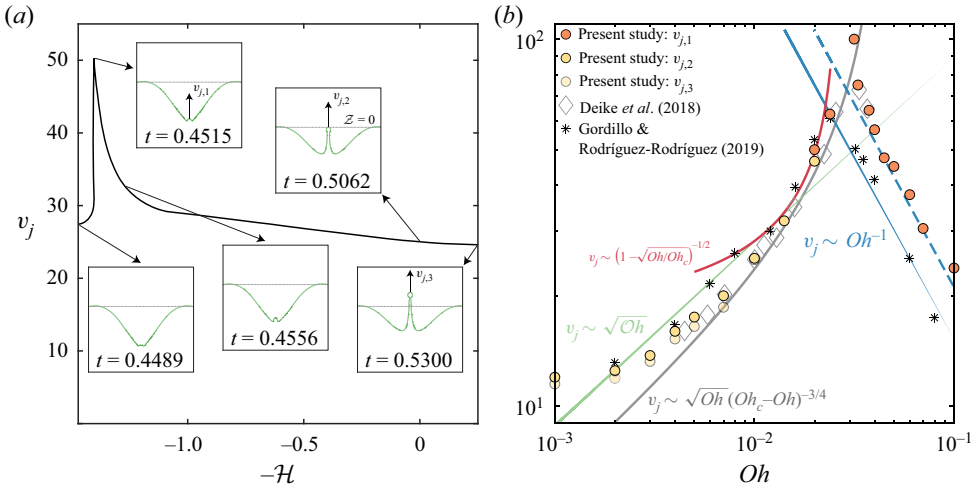 (a)
50
40
30
20
10
v_j
v_{j,1}
t = 0.4515
v_{j,2}
𝒵 = 0
t = 0.5062
t = 0.4489
t = 0.4556
v_{j,3}
t = 0.5300
−1.0
−0.5
0
−ℋ
(b)
10^2
10^1
Present study: v_{j,1}
Present study: v_{j,2}
Present study: v_{j,3}
Deike et al. (2018)
Gordillo &
Rodríguez-Rodríguez (2019)
v_j ~ (1 −√Oh/Oh_c)^{−1/2}
v_j ~ Oh^{−1}
v_j ~ √Oh
v_j ~ √Oh (Oh_c–Oh)^{−3/4}
10^{−3}
10^{−2}
10^{−1}
Oh